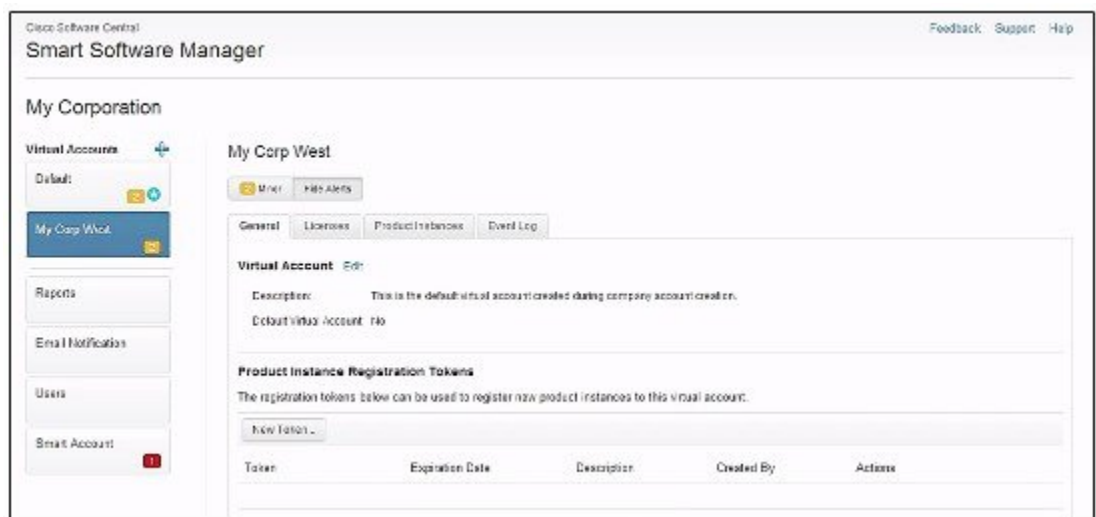 Cisco Software Central
Feedback Support Help
Smart Software Manager
My Corporation
Virtual Accounts
Default
My Corp West
Reports
Email Notification
Users
Smart Account
1
My Corp West
2 Minor Hide Alerts
General Licenses Product Instances Event Log
Virtual Account Edit
Description: This is the default virtual account created during company account creation.
Default Virtual Account: No
Product Instance Registration Tokens
The registration tokens below can be used to register new product instances to this virtual account.
New Token...
Token Expiration Date Description Created By Actions